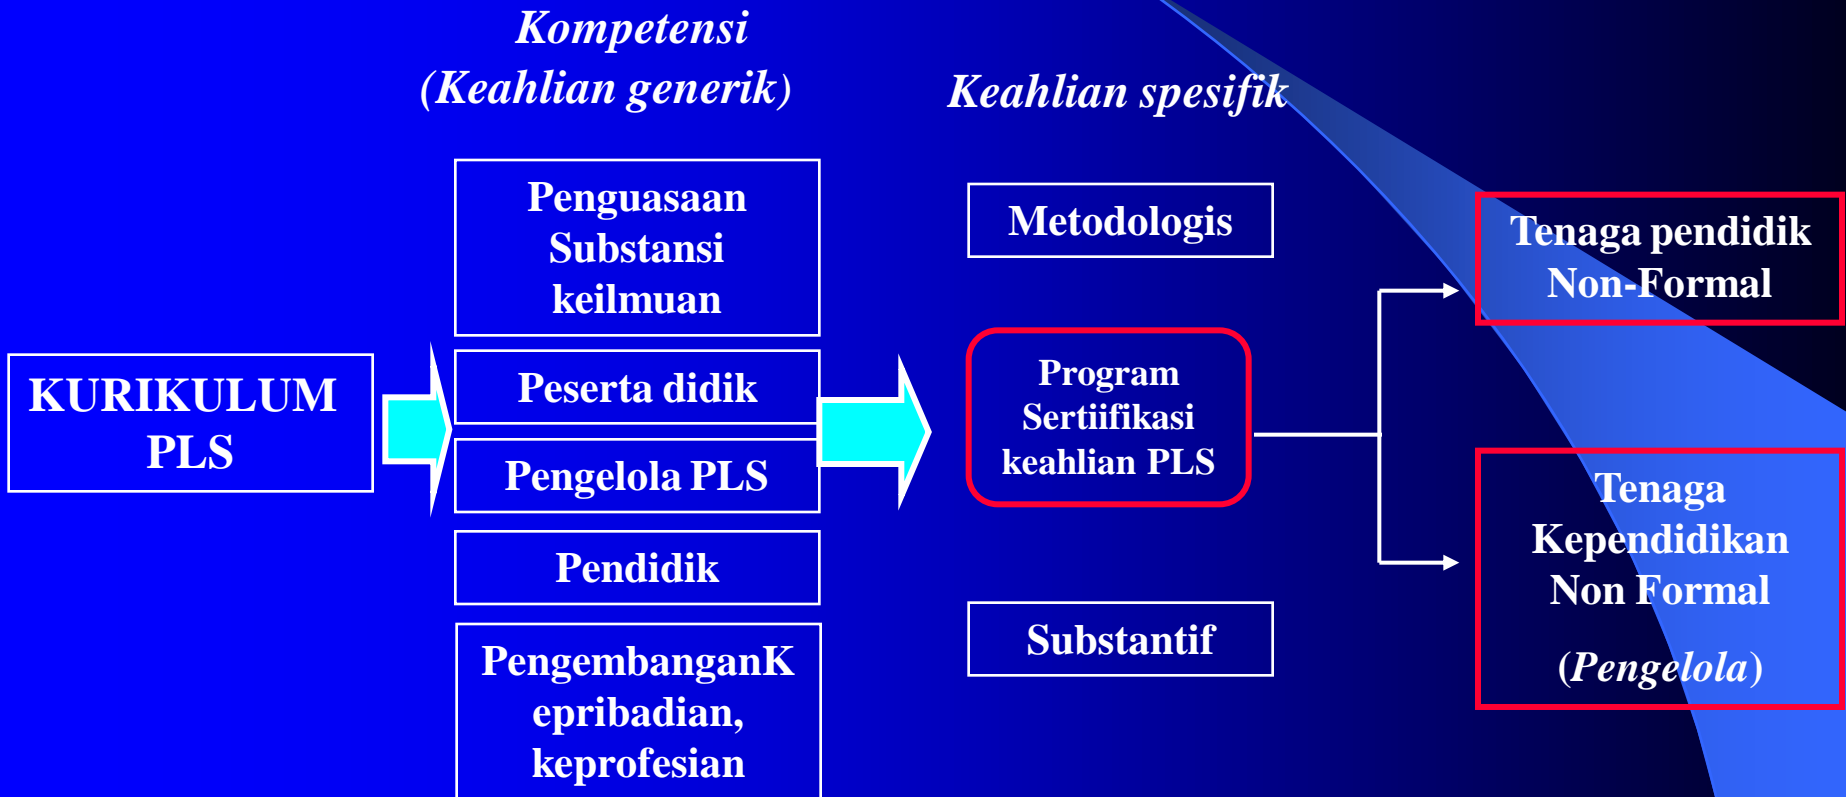 Kompetensi
(Keahlian generik)
Keahlian spesifik
KURIKULUM
PLS
Penguasaan
Substansi
keilmuan
Peserta didik
Pengelola PLS
Pendidik
PengembanganK
epribadian,
keprofesian
Metodologis
Program
Sertiifikasi
keahlian PLS
Substantif
Tenaga pendidik
Non-Formal
Tenaga
Kependidikan
Non Formal
(Pengelola)